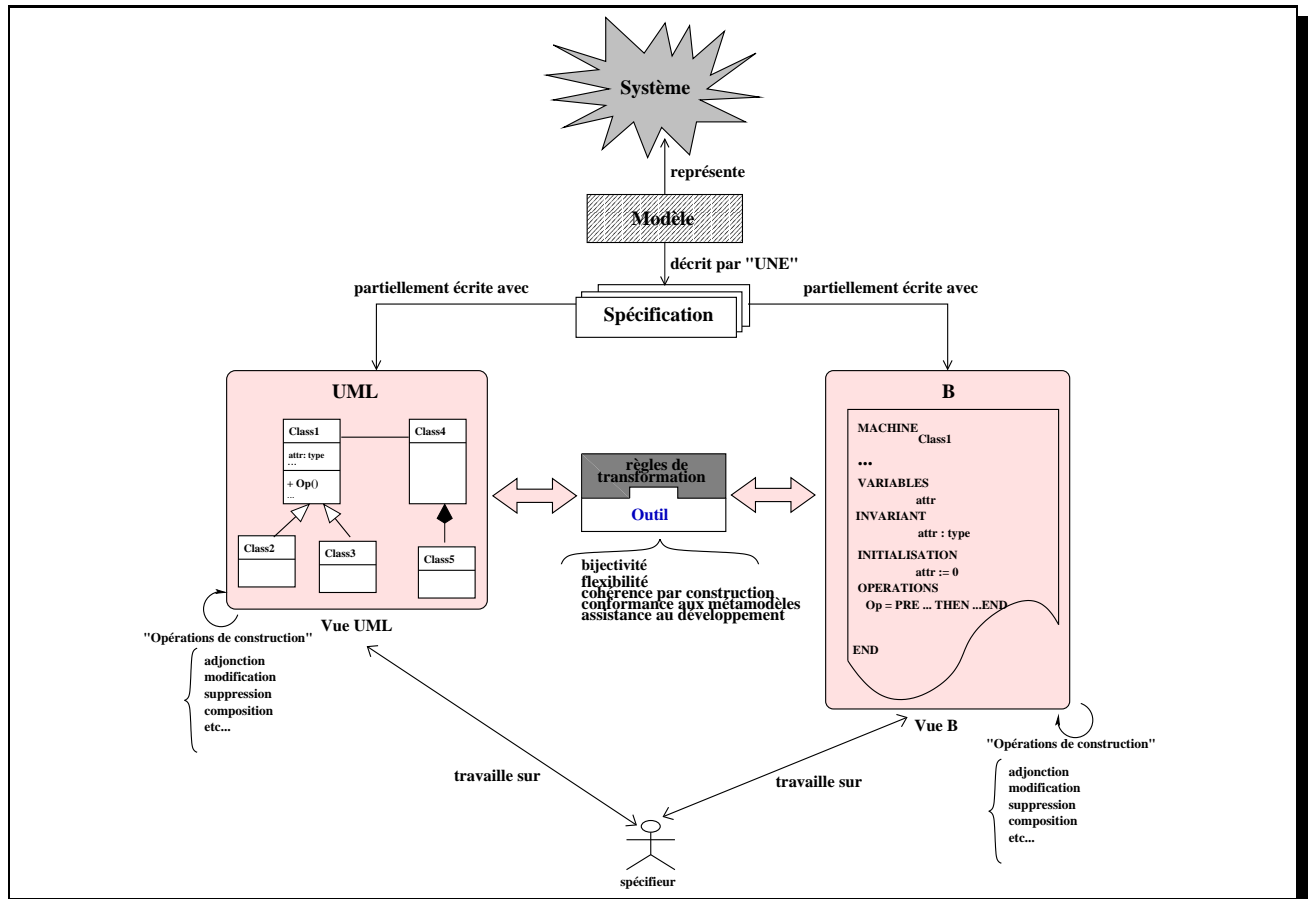 Système
représente
Modèle
décrit par "UNE"
partiellement écrite avec
partiellement écrite avec
Spécification
UML
Class1
attr: type
...
+ Op()
...
Class4
Class2
Class3
Class5
Vue UML
"Opérations de construction"
adjonction
modification
suppression
composition
etc...
règles de
transformation
Outil
bijectivité
flexibilité
cohérence par construction
conformance aux métamodèles
assistance au développement
B
MACHINE
Class1
...
VARIABLES
attr
INVARIANT
attr : type
INITIALISATION
attr := 0
OPERATIONS
Op = PRE ... THEN ...END
END
Vue B
"Opérations de construction"
adjonction
modification
suppression
composition
etc...
travaille sur
travaille sur
spécifieur